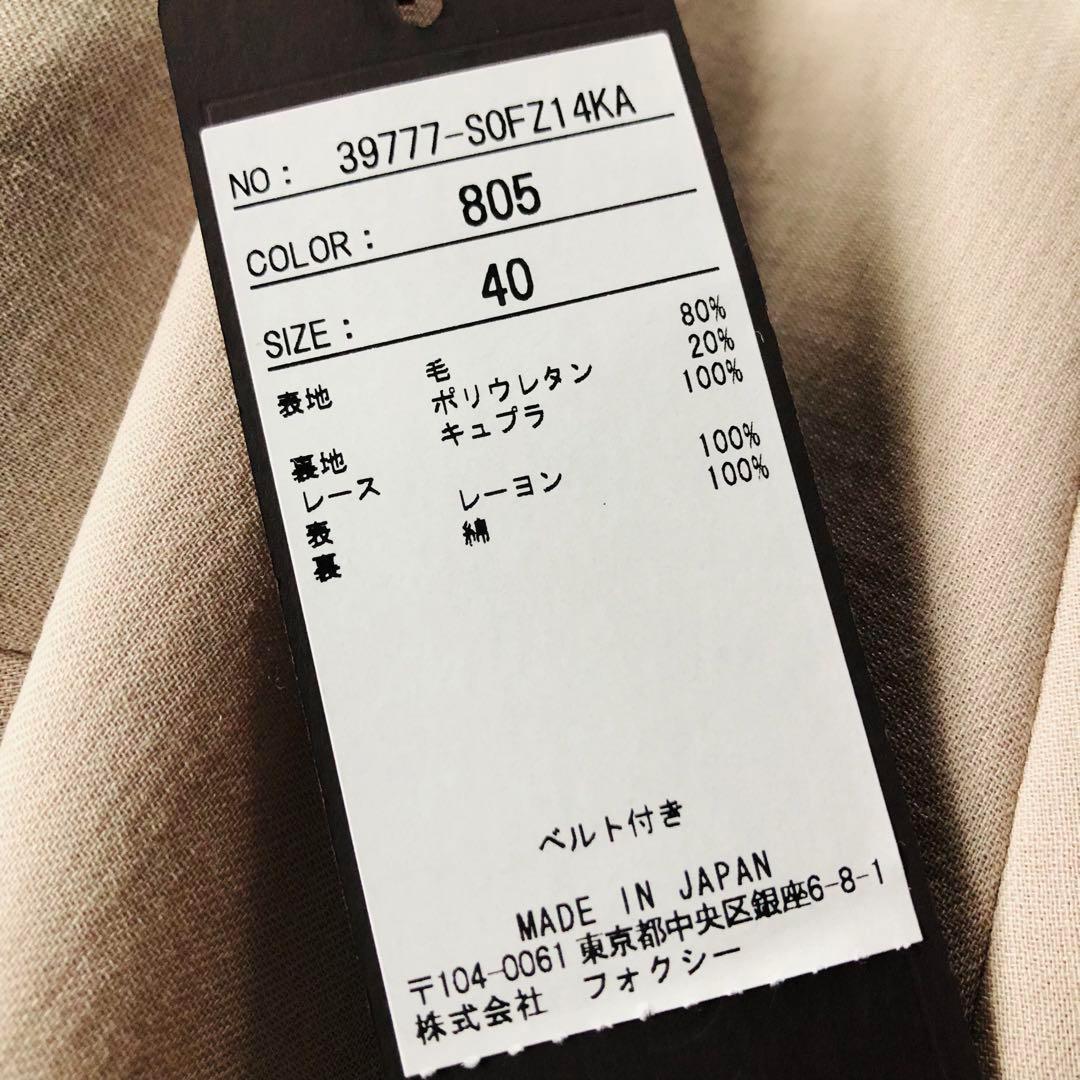 NO: 39777-S0FZ14KA
COLOR: 805
SIZE: 40
表地 毛 80%
ポリウレタン 20%
裏地 キュプラ 100%
レース
表 レーヨン 100%
裏 綿 100%
ベルト付き
MADE IN JAPAN
〒104-0061 東京都中央区銀座6-8-1
株式会社 フォクシー